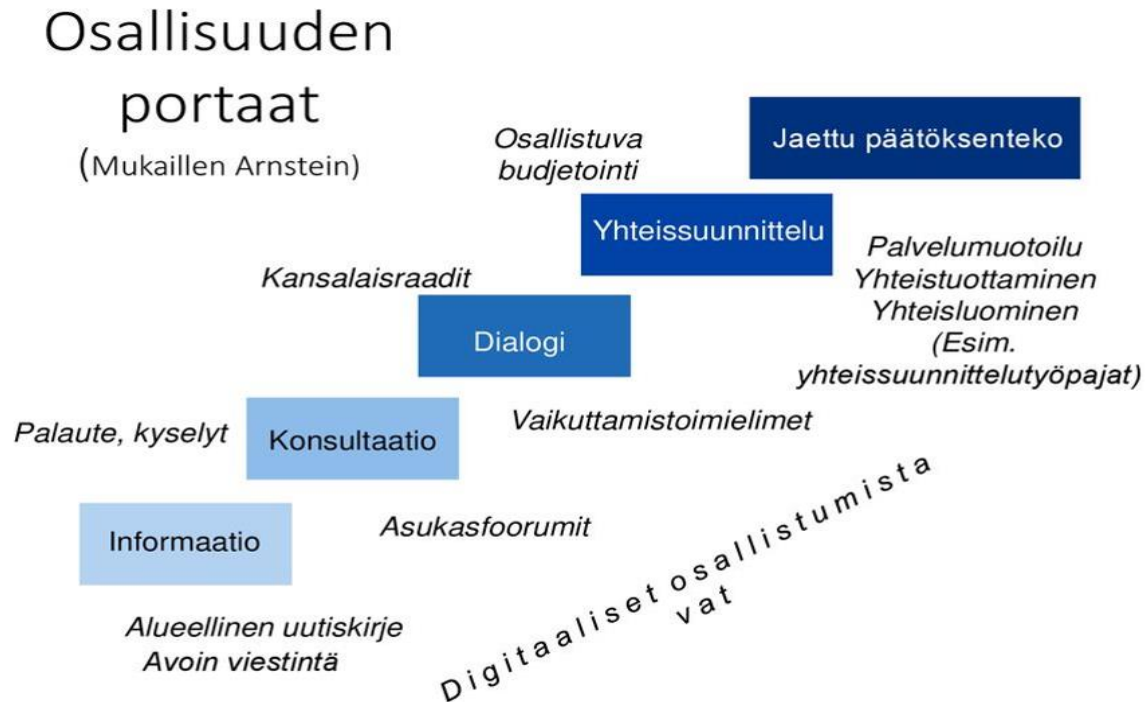 Osallisuuden
portaat
(Mukaillen Arnstein)
Jaettu päätöksenteko
Osallistuva
budjetointi
Yhteissuunnittelu
Palvelumuotoilu
Yhteistuottaminen
Yhteisluominen
(Esim.
yhteissuunnittelutyöpajat)
Kansalaisraadit
Dialogi
Vaikuttamistoimielimet
Palaute, kyselyt
Konsultaatio
Asukasfoorumit
Informaatio
Alueellinen uutiskirje
Avoin viestintä
Digitaaliset osallistumista
vat